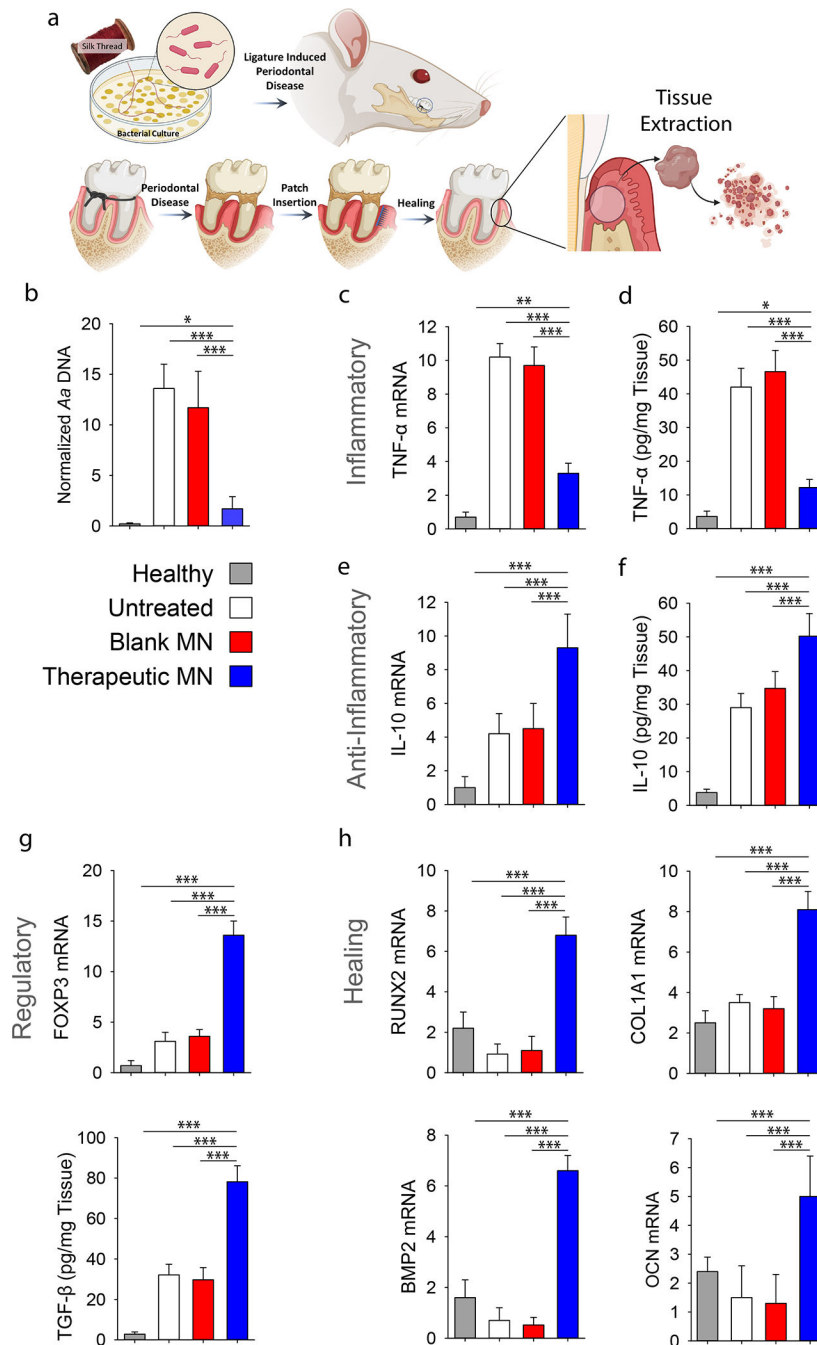 a
Silk Thread
Bacterial Culture
Ligature Induced
Periodontal
Disease
Tissue
Extraction
Periodontal
Disease
Patch
Insertion
Healing
b
Normalized Aa DNA
20
15
10
5
0
*
***
***
c
Inflammatory
TNF-α mRNA
12
10
8
6
4
2
0
**
***
***
d
TNF-α (pg/mg Tissue)
60
50
40
30
20
10
0
*
***
***
Healthy
Untreated
Blank MN
Therapeutic MN
e
Anti-Inflammatory
IL-10 mRNA
12
10
8
6
4
2
0
***
***
***
f
IL-10 (pg/mg Tissue)
60
50
40
30
20
10
0
***
***
***
g
Regulatory
FOXP3 mRNA
20
15
10
5
0
***
***
***
h
Healing
RUNX2 mRNA
10
8
6
4
2
0
***
***
***
COL1A1 mRNA
10
8
6
4
2
0
***
***
***
TGF-β (pg/mg Tissue)
100
80
60
40
20
0
***
***
***
BMP2 mRNA
8
6
4
2
0
***
***
***
OCN mRNA
7
6
5
4
3
2
1
0
***
***
***